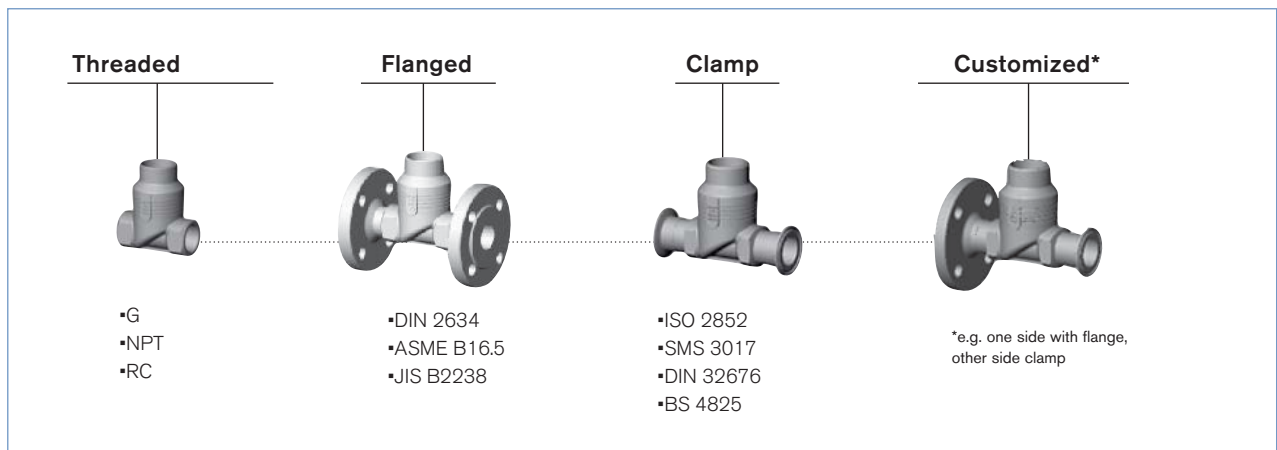 Threaded
Flanged
Clamp
Customized*
▪G
▪NPT
▪RC
▪DIN 2634
▪ASME B16.5
▪JIS B2238
▪ISO 2852
▪SMS 3017
▪DIN 32676
▪BS 4825
*e.g. one side with flange,
other side clamp